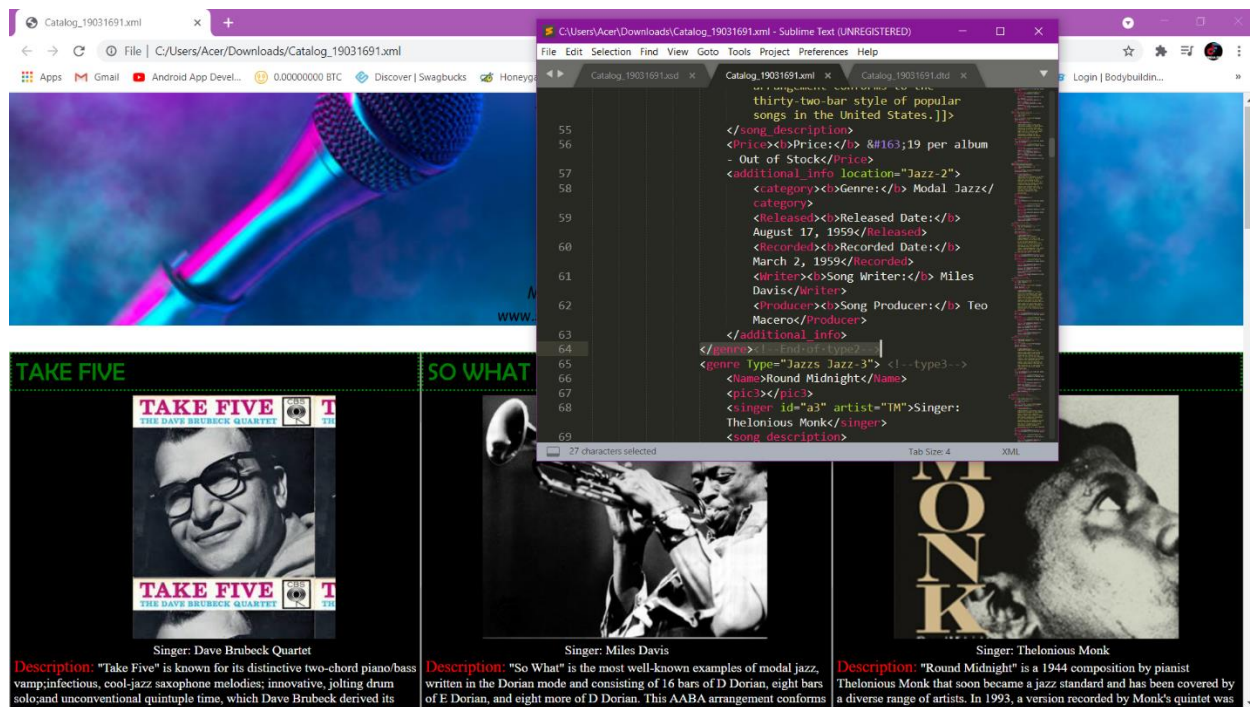 Catalog_19031691.xml
File | C:/Users/Acer/Downloads/Catalog_19031691.xml
Apps Gmail Android App Devel... 0.00000000 BTC Discover | Swagbucks Honeyga
Login | Bodybuildin...
»
C:\Users\Acer\Downloads\Catalog_19031691.xml - Sublime Text (UNREGISTERED)
File Edit Selection Find View Goto Tools Project Preferences Help
Catalog_19031691.xsd Catalog_19031691.xml Catalog_19031691.dtd
arrangement conforms to the
thirty-two-bar style of popular
songs in the United States.]]>
55 </song_description>
56 <Price><b>Price:</b> &#163;19 per album
- Out of Stock</Price>
57 <additional_info location="Jazz-2">
58 <category><b>Genre:</b> Modal Jazz</
category>
59 <Released><b>Released Date:</b>
August 17, 1959</Released>
60 <Recorded><b>Recorded Date:</b>
March 2, 1959</Recorded>
61 <Writer><b>Song Writer:</b> Miles
Davis</Writer>
62 <Producer><b>Song Producer:</b> Teo
Macero</Producer>
63 </additional_info>
64 </genre><!--End of type2-->
65 <genre Type="Jazzs Jazz-3"> <!--type3-->
66 <Name>Round Midnight</Name>
67 <pic3></pic3>
68 <singer id="a3" artist="TM">Singer:
Thelonious Monk</singer>
69 <song_description>
27 characters selected Tab Size: 4 XML
M
www.
TAKE FIVE
SO WHAT
TAKE FIVE
THE DAVE BRUBECK QUARTET
CBS
T
TH
TAKE FIVE
THE DAVE BRUBECK QUARTET
CBS
T
TH
MONK
Singer: Dave Brubeck Quartet
Description: "Take Five" is known for its distinctive two-chord piano/bass
vamp;infectious, cool-jazz saxophone melodies; innovative, jolting drum
solo;and unconventional quintuple time, which Dave Brubeck derived its
Singer: Miles Davis
Description: "So What" is the most well-known examples of modal jazz,
written in the Dorian mode and consisting of 16 bars of D Dorian, eight bars
of E Dorian, and eight more of D Dorian. This AABA arrangement conforms
Singer: Thelonious Monk
Description: "Round Midnight" is a 1944 composition by pianist
Thelonious Monk that soon became a jazz standard and has been covered by
a diverse range of artists. In 1993, a version recorded by Monk's quintet was